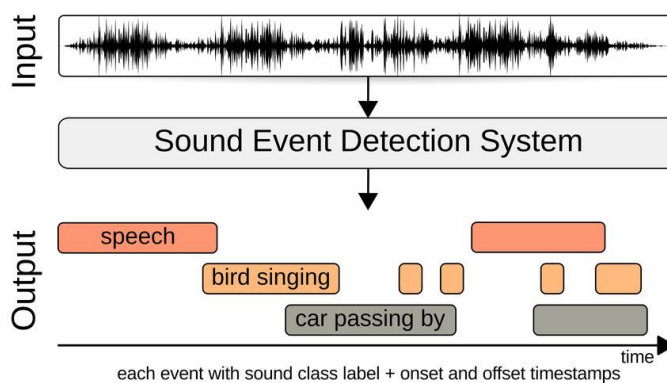 Input
Sound Event Detection System
Output
speech
bird singing
car passing by
time
each event with sound class label + onset and offset timestamps